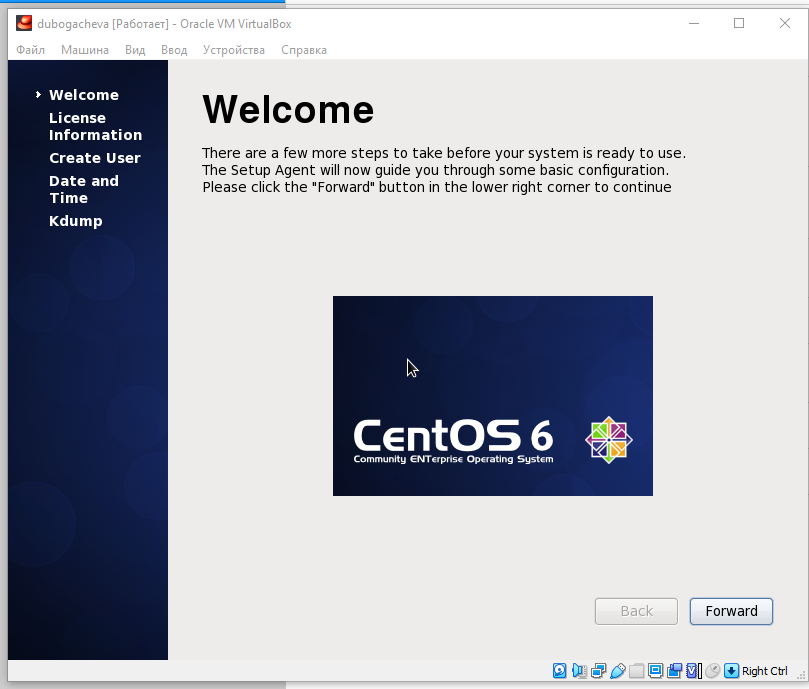 dubogacheva [Работает] - Oracle VM VirtualBox
Файл Машина Вид Ввод Устройства Справка
Welcome
License
Information
Create User
Date and
Time
Kdump
Welcome
There are a few more steps to take before your system is ready to use.
The Setup Agent will now guide you through some basic configuration.
Please click the "Forward" button in the lower right corner to continue
CentOS 6
Community ENTerprise Operating System
Back Forward
Right Ctrl